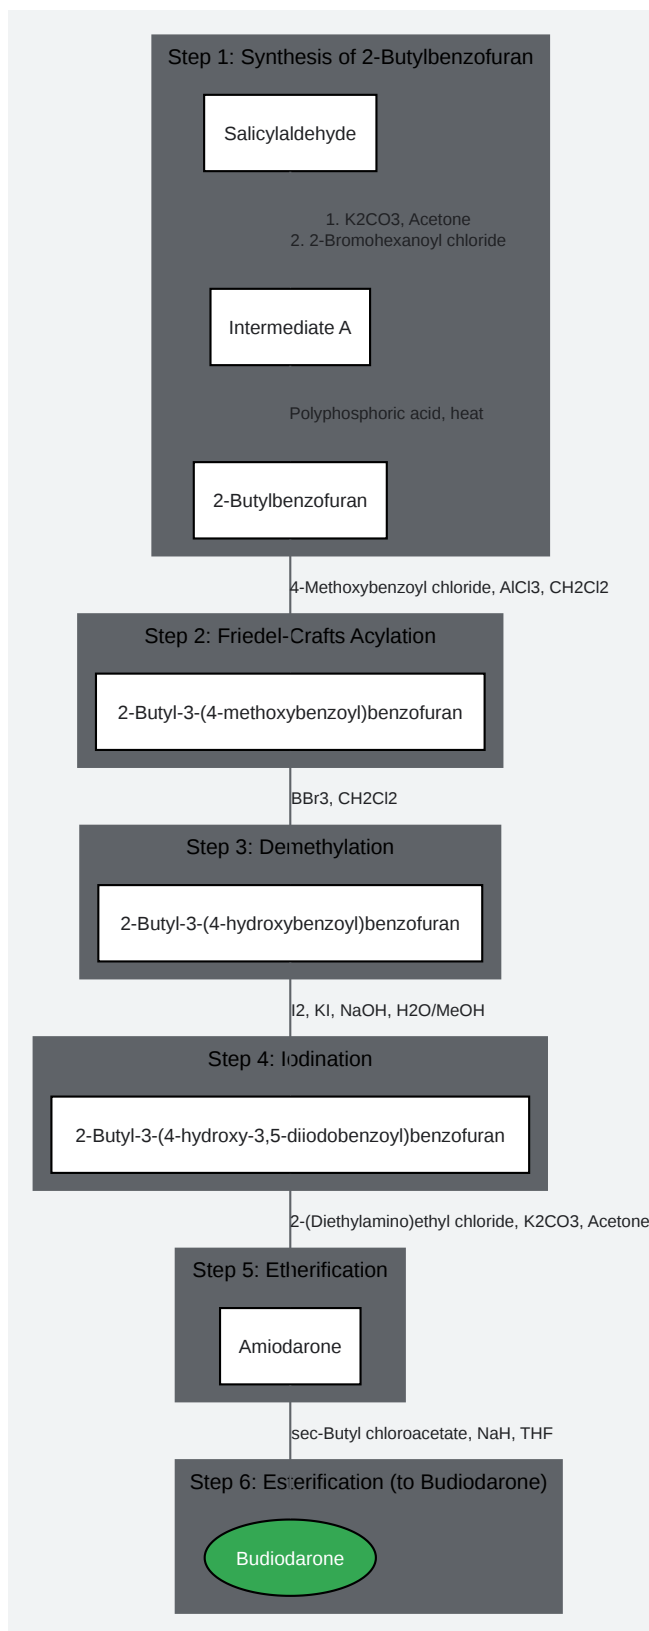 Step 1: Synthesis of 2-Butylbenzofuran
Salicylaldehyde
1. K2CO3, Acetone
2. 2-Bromohexanoyl chloride
Intermediate A
Polyphosphoric acid, heat
2-Butylbenzofuran
4-Methoxybenzoyl chloride, AlCl3, CH2Cl2
Step 2: Friedel-Crafts Acylation
2-Butyl-3-(4-methoxybenzoyl)benzofuran
BBr3, CH2Cl2
Step 3: Demethylation
2-Butyl-3-(4-hydroxybenzoyl)benzofuran
I2, KI, NaOH, H2O/MeOH
Step 4: Iodination
2-Butyl-3-(4-hydroxy-3,5-diiodobenzoyl)benzofuran
2-(Diethylamino)ethyl chloride, K2CO3, Acetone
Step 5: Etherification
Amiodarone
sec-Butyl chloroacetate, NaH, THF
Step 6: Esterification (to Budiodarone)
Budiodarone